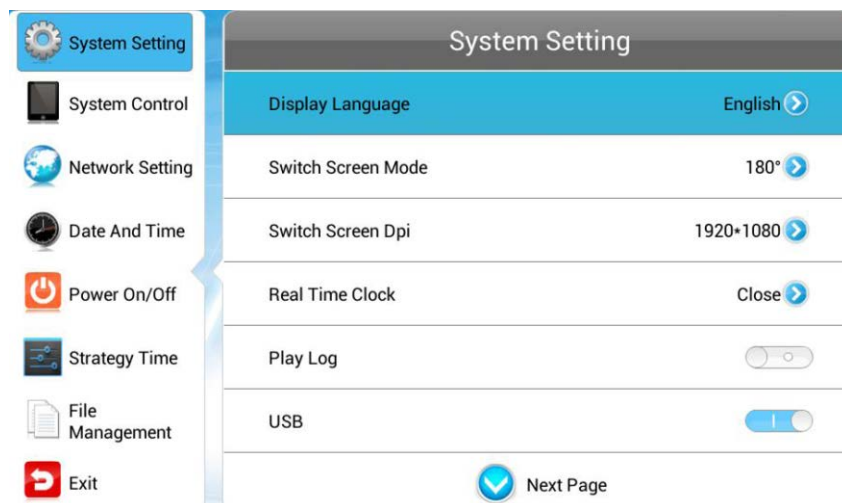 System Setting
System Control
Network Setting
Date And Time
Power On/Off
Strategy Time
File
Management
Exit
System Setting
Display Language English
Switch Screen Mode 180°
Switch Screen Dpi 1920*1080
Real Time Clock Close
Play Log
USB
Next Page